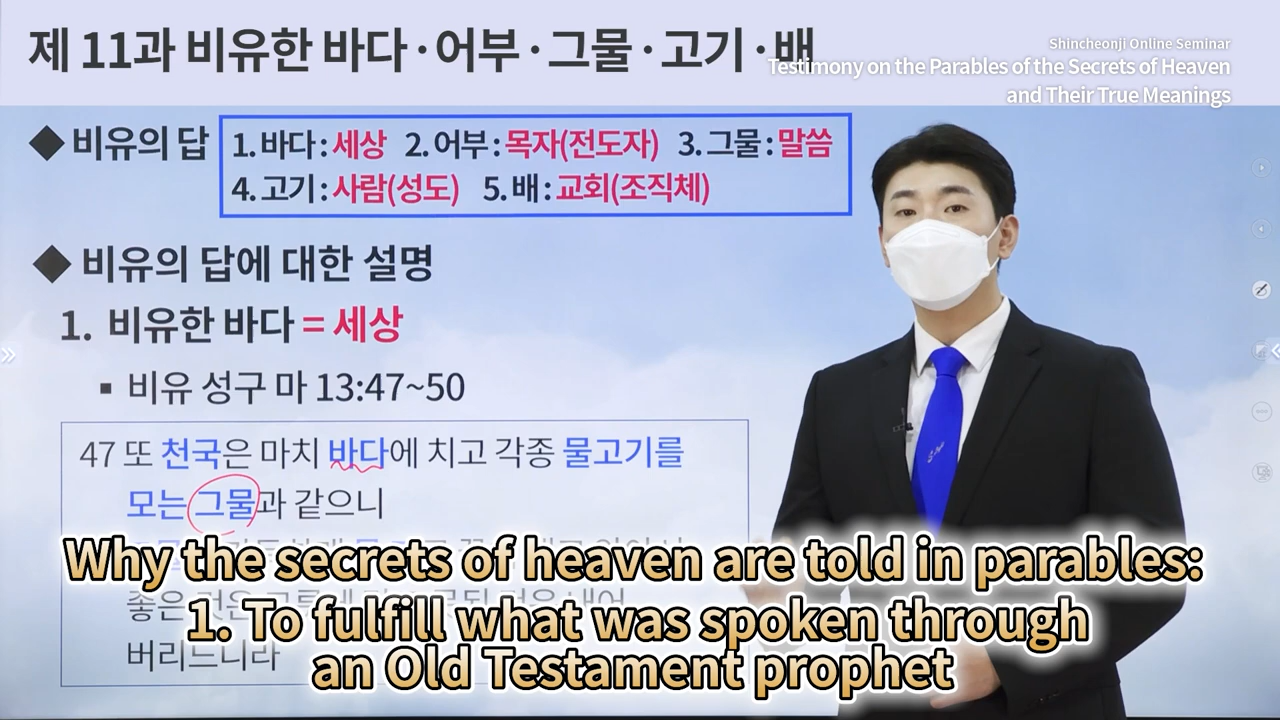 제 11과 비유한 바다·어부·그물·고기·배
Shincheonji Online Seminar
Testimony on the Parables of the Secrets of Heaven
and Their True Meanings
◆ 비유의 답
1. 바다 : 세상 2. 어부 : 목자(전도자) 3. 그물 : 말씀
4. 고기 : 사람(성도) 5. 배 : 교회(조직체)
◆ 비유의 답에 대한 설명
1. 비유한 바다 = 세상
▪ 비유 성구 마 13:47~50
47 또 천국은 마치 바다에 치고 각종 물고기를
모는 그물과 같으니
Why the secrets of heaven are told in parables:
좋은 것은
1. To fulfill what was spoken through
버리느니라
an Old Testament prophet